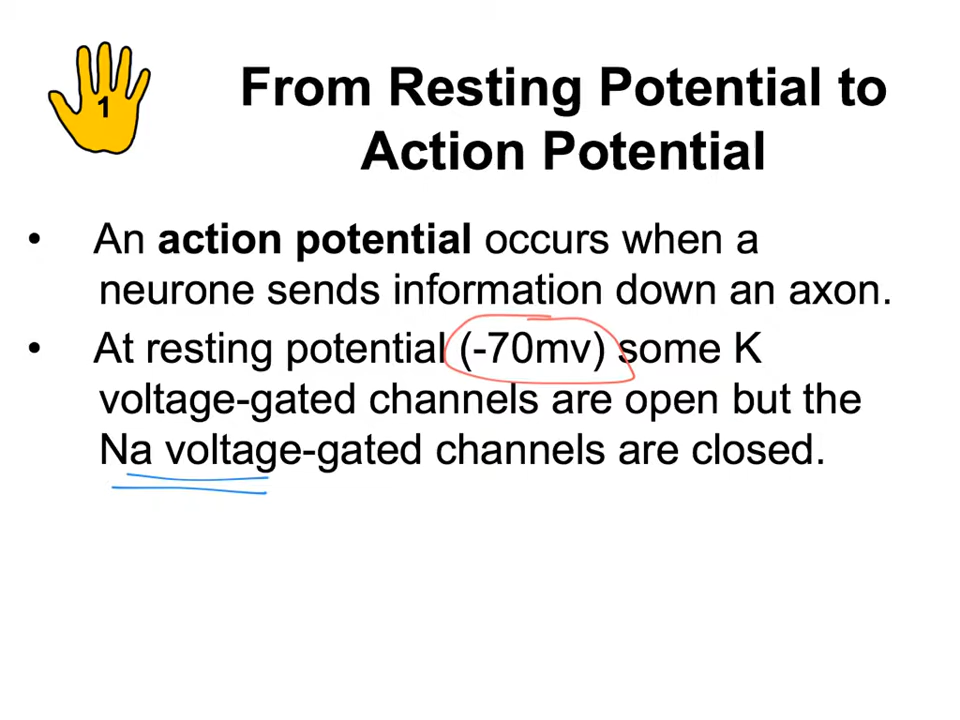 1
From Resting Potential to
Action Potential
• An action potential occurs when a
neurone sends information down an axon.
• At resting potential (-70mv) some K
voltage-gated channels are open but the
Na voltage-gated channels are closed.